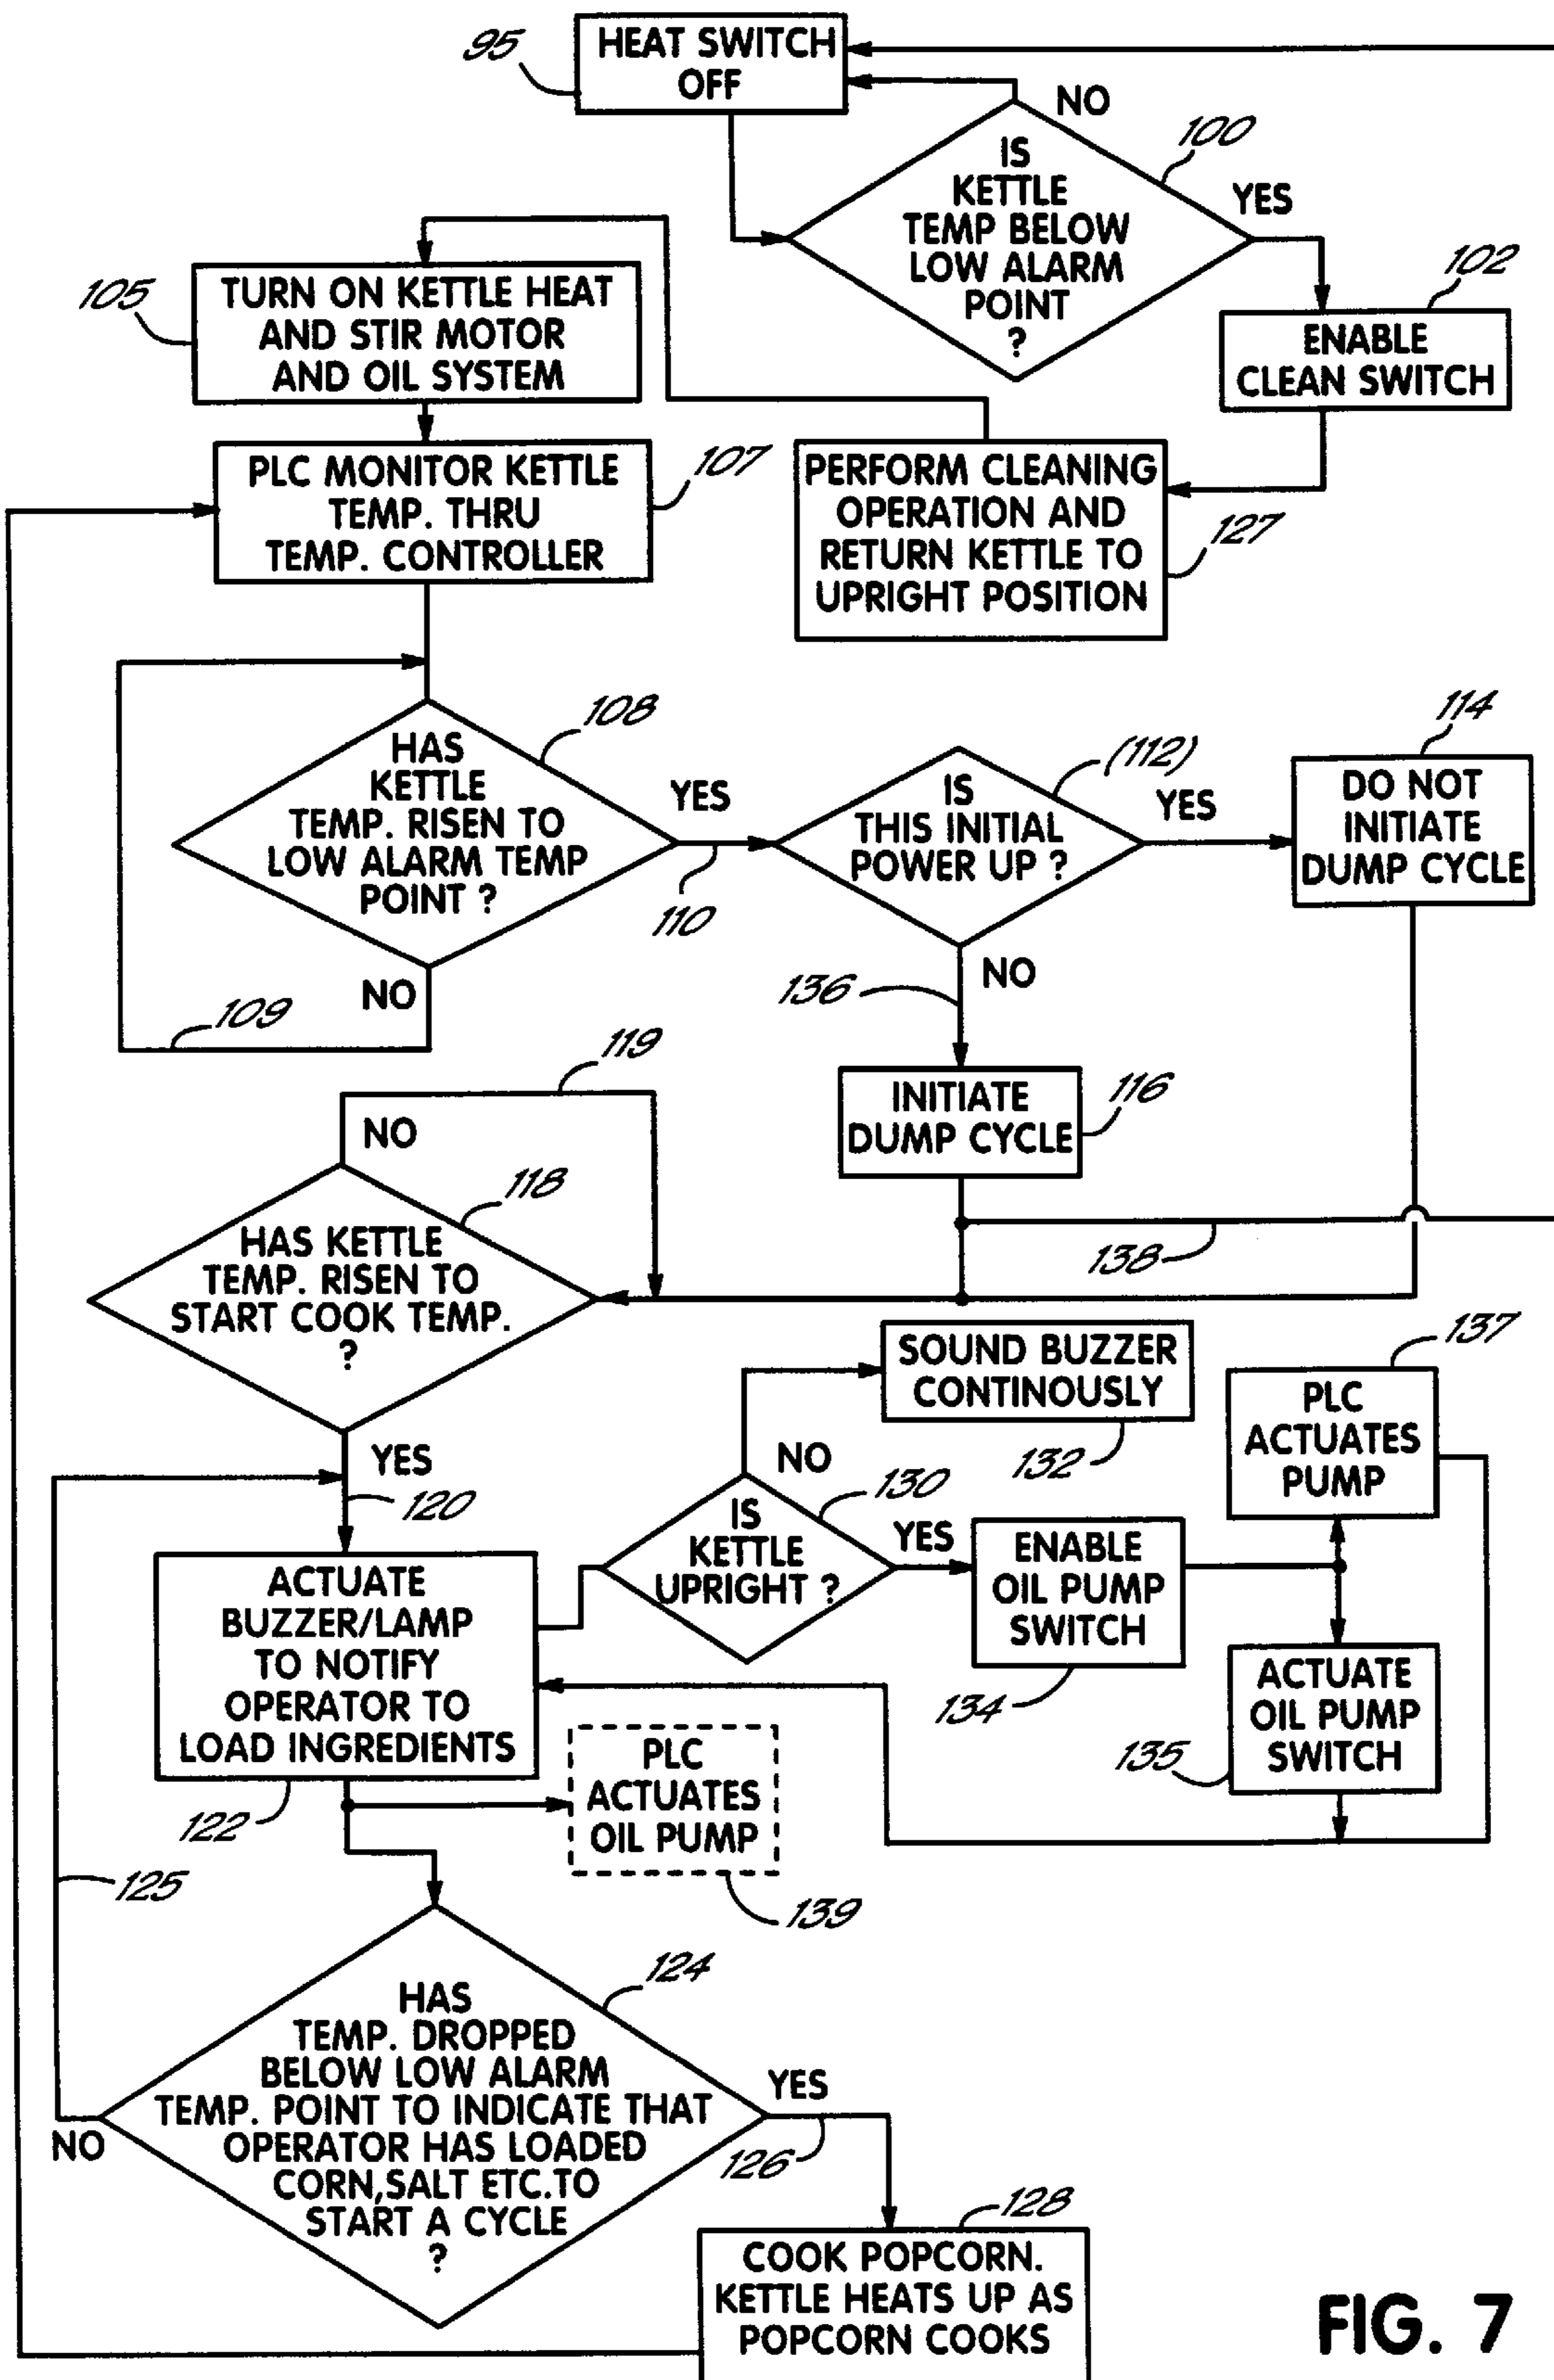 95
HEAT SWITCH
OFF
NO
100
IS
KETTLE
TEMP BELOW
LOW ALARM
POINT
?
YES
102
ENABLE
CLEAN SWITCH
105
TURN ON KETTLE HEAT
AND STIR MOTOR
AND OIL SYSTEM
PLC MONITOR KETTLE
TEMP. THRU
TEMP. CONTROLLER
107
PERFORM CLEANING
OPERATION AND
RETURN KETTLE TO
UPRIGHT POSITION
127
108
HAS
KETTLE
TEMP. RISEN TO
LOW ALARM TEMP
POINT ?
YES
110
NO
109
(112)
IS
THIS INITIAL
POWER UP ?
YES
114
DO NOT
INITIATE
DUMP CYCLE
NO
136
INITIATE
DUMP CYCLE
116
138
119
NO
118
HAS KETTLE
TEMP. RISEN TO
START COOK TEMP.
?
YES
120
SOUND BUZZER
CONTINOUSLY
132
NO
130
IS
KETTLE
UPRIGHT ?
YES
ENABLE
OIL PUMP
SWITCH
134
137
PLC
ACTUATES
PUMP
ACTUATE
OIL PUMP
SWITCH
135
ACTUATE
BUZZER/LAMP
TO NOTIFY
OPERATOR TO
LOAD INGREDIENTS
122
PLC
ACTUATES
OIL PUMP
139
125
124
HAS
TEMP. DROPPED
BELOW LOW ALARM
TEMP. POINT TO INDICATE THAT
OPERATOR HAS LOADED
CORN,SALT ETC.TO
START A CYCLE
?
NO
YES
126
128
COOK POPCORN.
KETTLE HEATS UP AS
POPCORN COOKS
FIG. 7